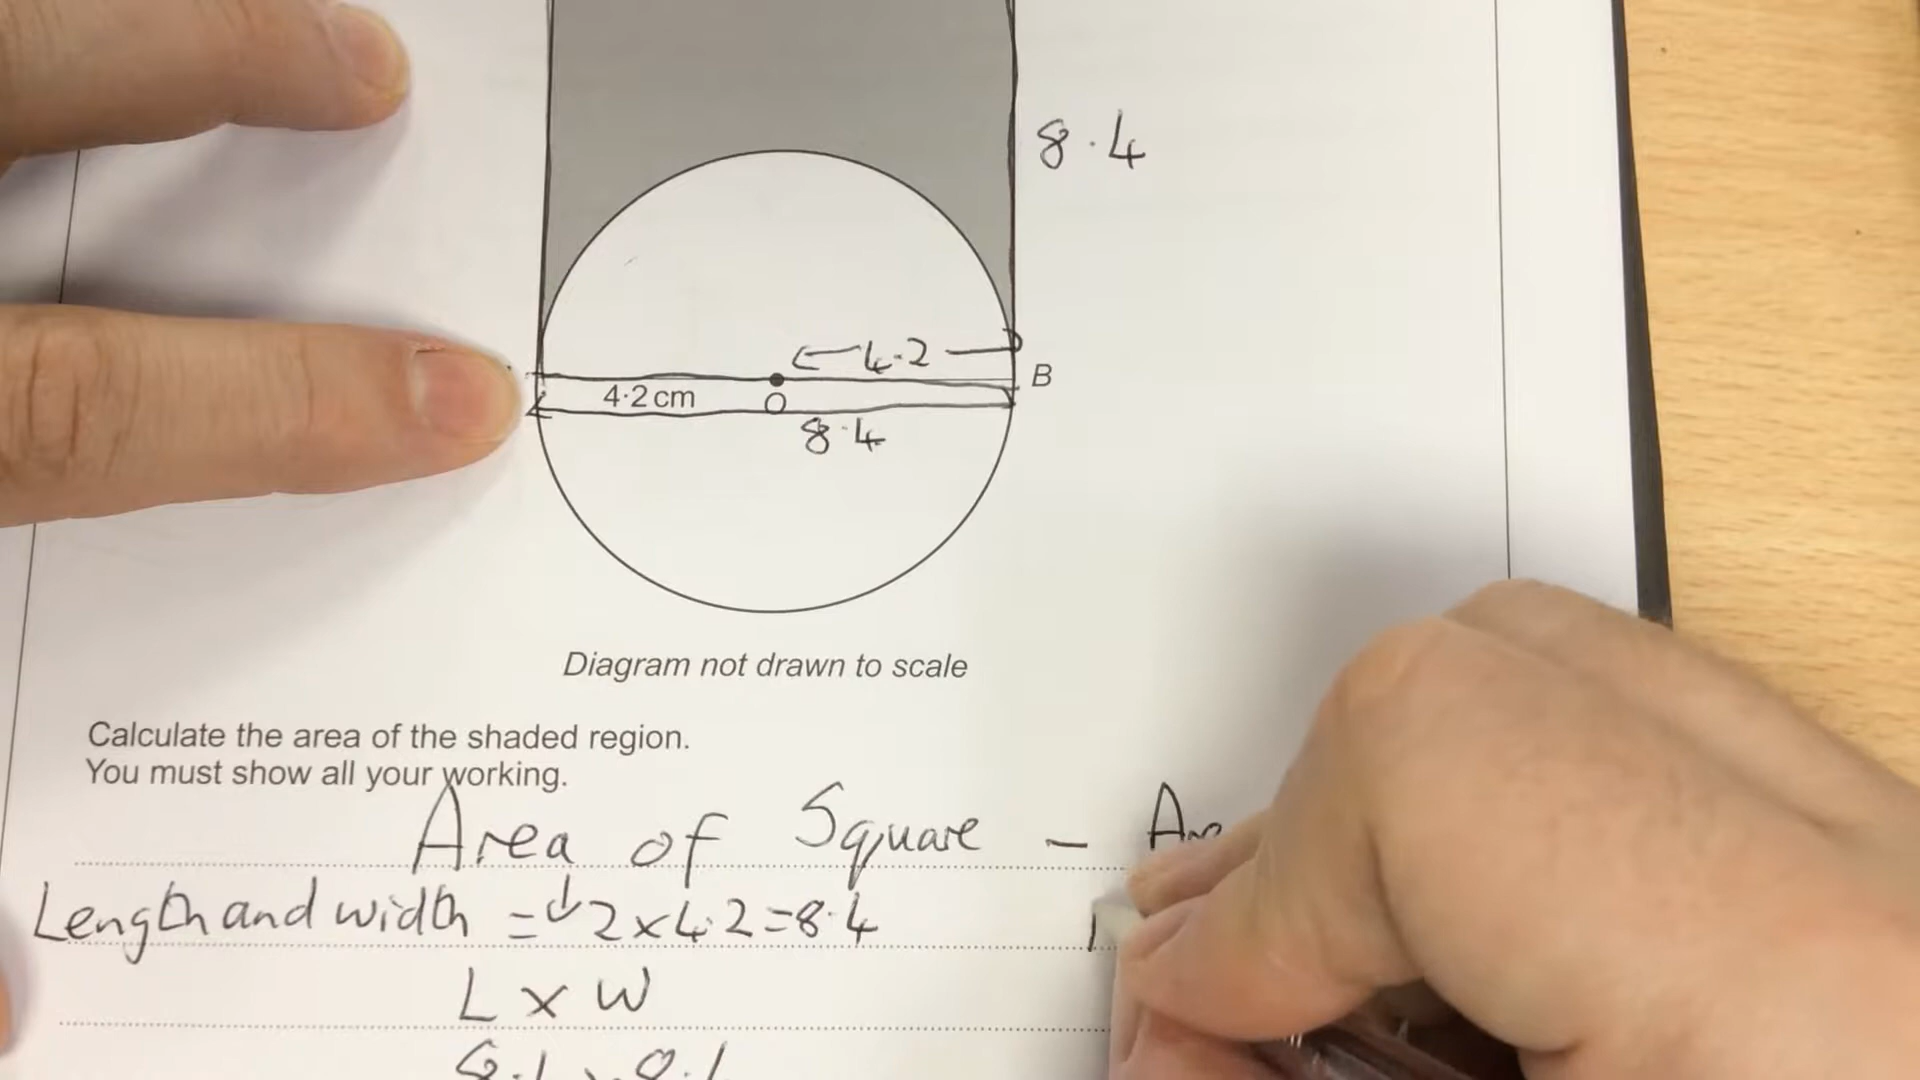 8.4
4.2
B
4·2 cm
O
8.4
Diagram not drawn to scale
Calculate the area of the shaded region.
You must show all your working.
Area of Square -
Length and width = 2 x 4.2 = 8.4
L x W